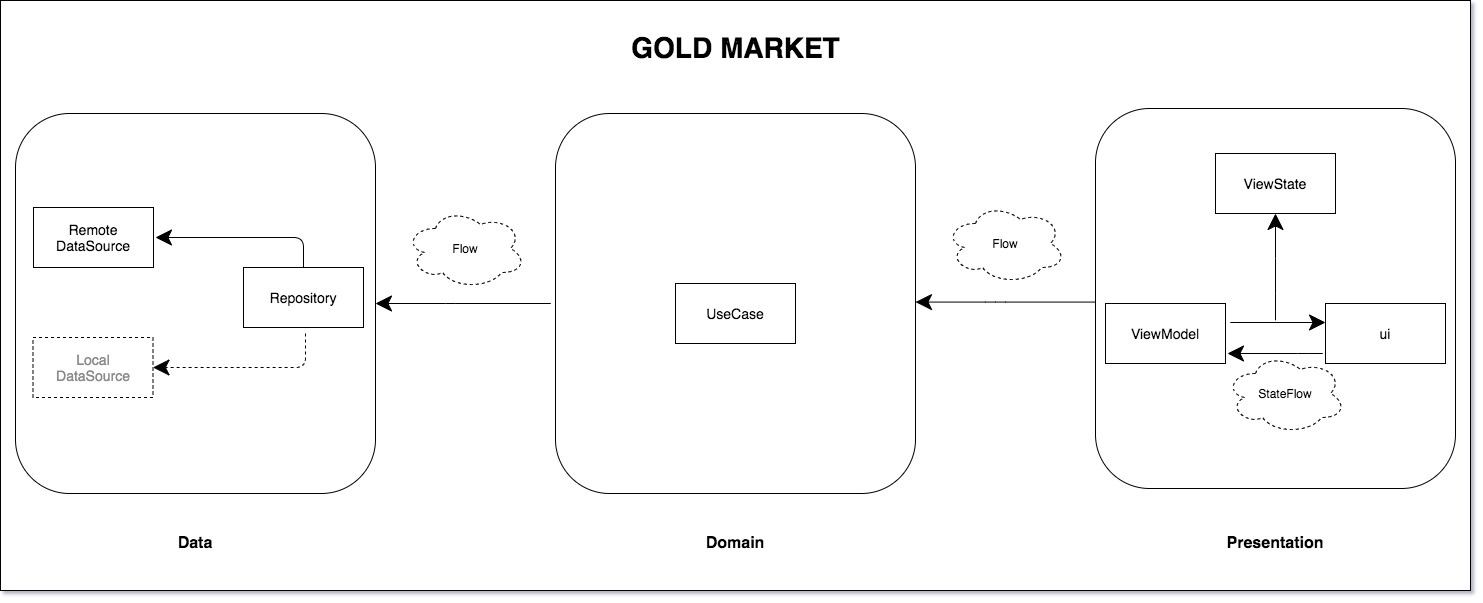 GOLD MARKET
Remote
DataSource
Repository
Local
DataSource
Flow
UseCase
Flow
ViewState
ViewModel
ui
StateFlow
Data
Domain
Presentation